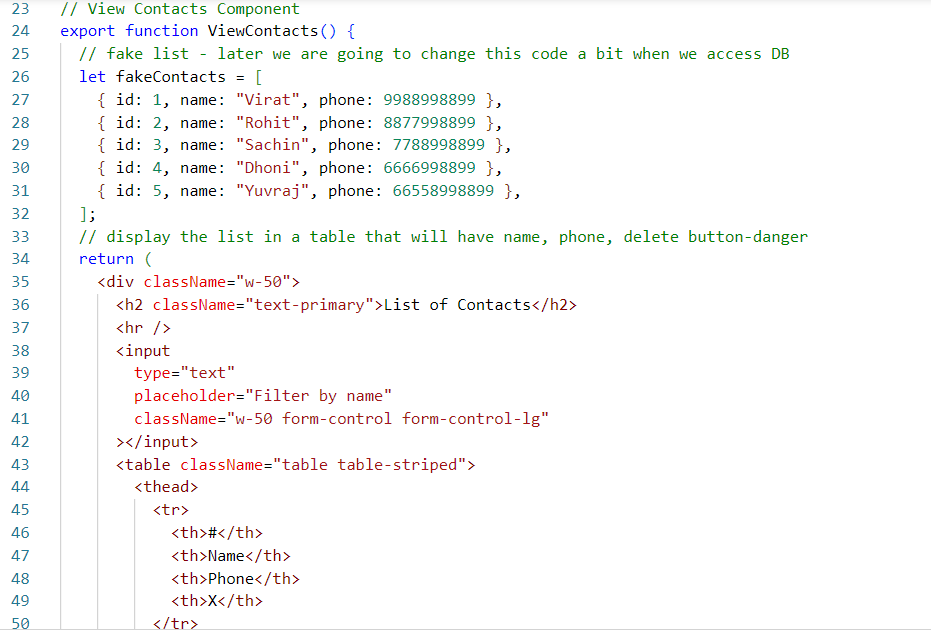 23 // View Contacts Component
24 export function ViewContacts() {
25 // fake list - later we are going to change this code a bit when we access DB
26 let fakeContacts = [
27 { id: 1, name: "Virat", phone: 9988998899 },
28 { id: 2, name: "Rohit", phone: 8877998899 },
29 { id: 3, name: "Sachin", phone: 7788998899 },
30 { id: 4, name: "Dhoni", phone: 6666998899 },
31 { id: 5, name: "Yuvraj", phone: 66558998899 },
32 ];
33 // display the list in a table that will have name, phone, delete button-danger
34 return (
35 <div className="w-50">
36 <h2 className="text-primary">List of Contacts</h2>
37 <hr />
38 <input
39 type="text"
40 placeholder="Filter by name"
41 className="w-50 form-control form-control-lg"
42 ></input>
43 <table className="table table-striped">
44 <thead>
45 <tr>
46 <th>#</th>
47 <th>Name</th>
48 <th>Phone</th>
49 <th>X</th>
50 </tr>